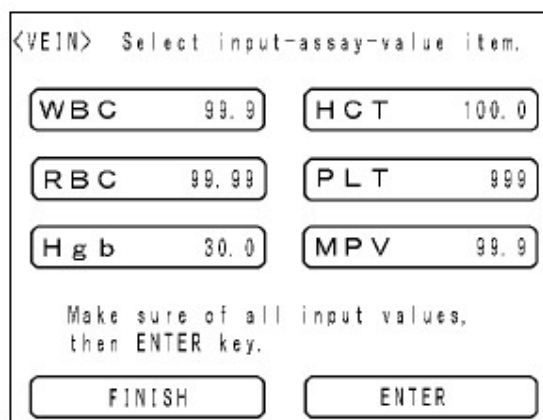 <VEIN> Select input-assay-value item.
WBC 99.9 HCT 100.0
RBC 99.99 PLT 999
Hgb 30.0 MPV 99.9
Make sure of all input values,
then ENTER key.
FINISH ENTER